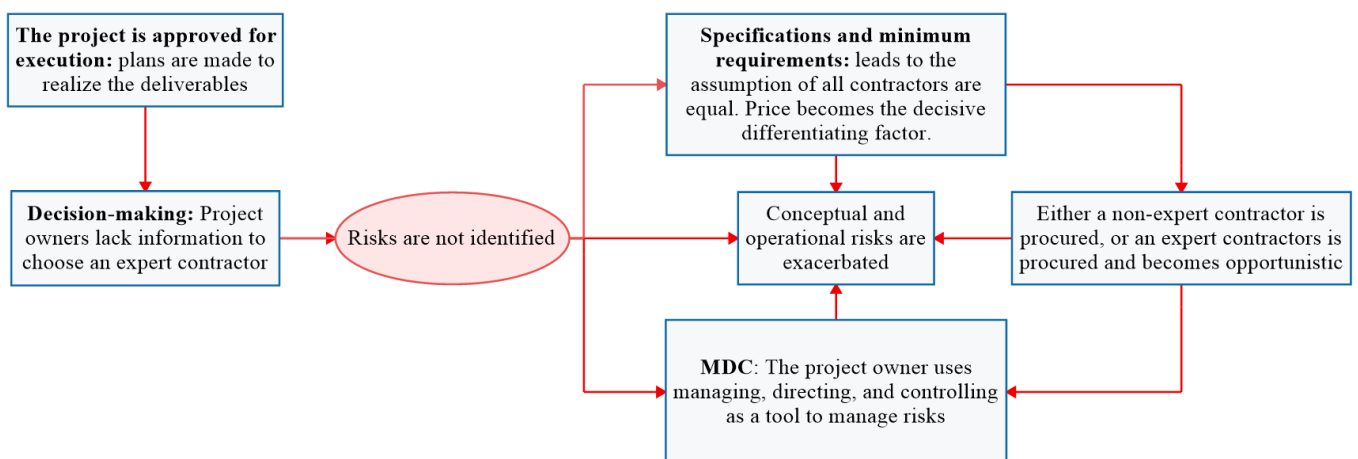 The project is approved for
execution: plans are made to
realize the deliverables
Decision-making: Project
owners lack information to
choose an expert contractor
Risks are not identified
Specifications and minimum
requirements: leads to the
assumption of all contractors are
equal. Price becomes the decisive
differentiating factor.
Conceptual and
operational risks are
exacerbated
Either a non-expert contractor is
procured, or an expert contractors is
procured and becomes opportunistic
MDC: The project owner uses
managing, directing, and controlling
as a tool to manage risks